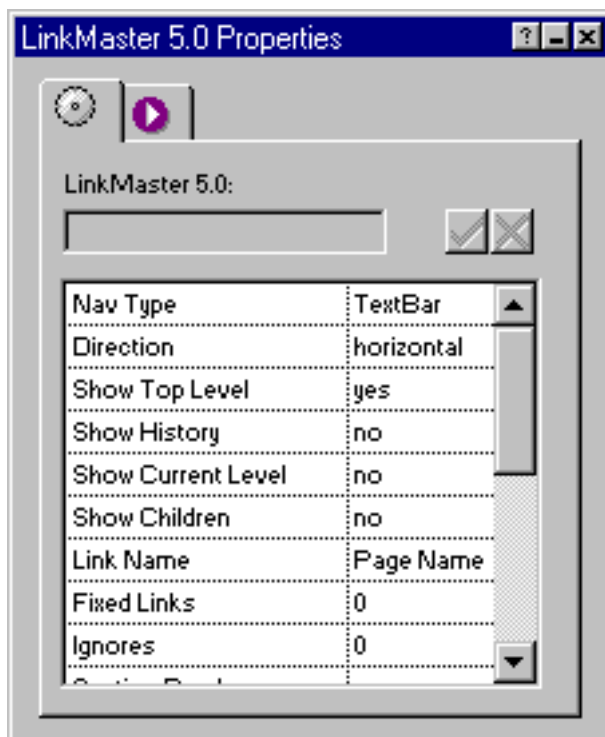 LinkMaster 5.0 Properties
LinkMaster 5.0:
Nav Type TextBar
Direction horizontal
Show Top Level yes
Show History no
Show Current Level no
Show Children no
Link Name Page Name
Fixed Links 0
Ignores 0